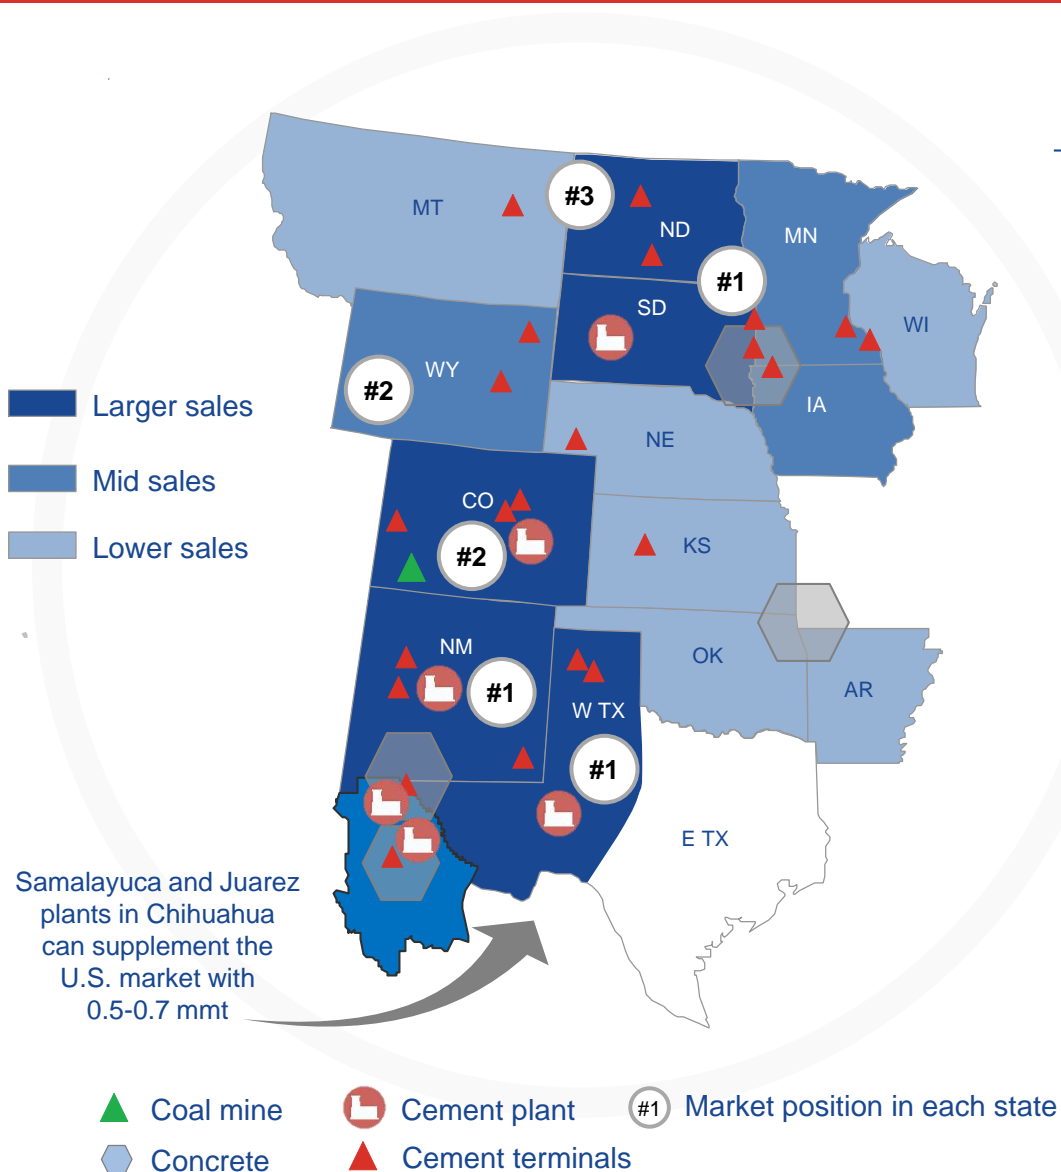 MT
#3
ND
MN
#1
SD
WI
WY
#2
IA
Larger sales
NE
Mid sales
CO
Lower sales
#2
KS
NM
OK
#1
AR
W TX
#1
E TX
Samalayuca and Juarez
plants in Chihuahua
can supplement the
U.S. market with
0.5-0.7 mmt
Coal mine
Cement plant
#1
Market position in each state
Concrete
Cement terminals